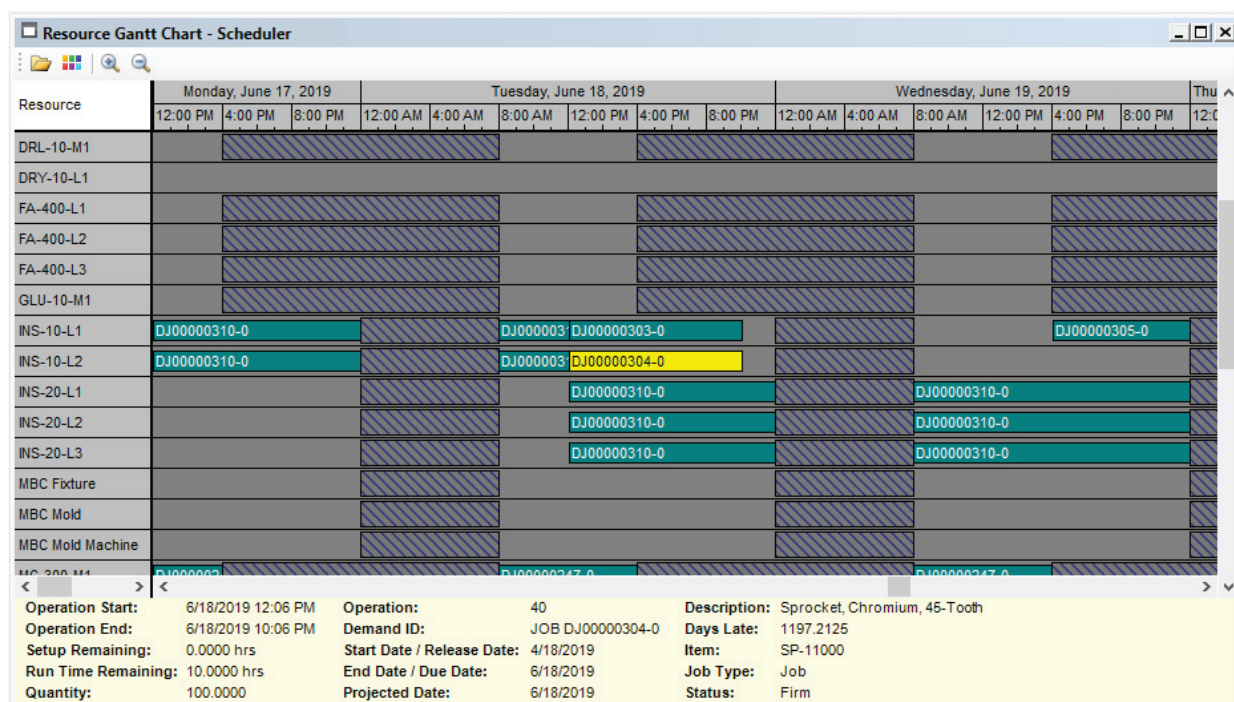 Resource Gantt Chart - Scheduler
Resource
Monday, June 17, 2019 Tuesday, June 18, 2019 Wednesday, June 19, 2019 Thu
12:00 PM 4:00 PM 8:00 PM 12:00 AM 4:00 AM 8:00 AM 12:00 PM 4:00 PM 8:00 PM 12:00 AM 4:00 AM 8:00 AM 12:00 PM 4:00 PM 8:00 PM
DRL-10-M1
DRY-10-L1
FA-400-L1
FA-400-L2
FA-400-L3
GLU-10-M1
INS-10-L1 DJ00000310-0 DJ000003 DJ00000303-0 DJ00000305-0
INS-10-L2 DJ00000310-0 DJ000003 DJ00000304-0
INS-20-L1 DJ00000310-0 DJ00000310-0
INS-20-L2 DJ00000310-0 DJ00000310-0
INS-20-L3 DJ00000310-0 DJ00000310-0
MBC Fixture
MBC Mold
MBC Mold Machine
Operation Start: 6/18/2019 12:06 PM Operation: 40 Description: Sprocket, Chromium, 45-Tooth
Operation End: 6/18/2019 10:06 PM Demand ID: JOB DJ00000304-0 Days Late: 1197.2125
Setup Remaining: 0.0000 hrs Start Date / Release Date: 4/18/2019 Item: SP-11000
Run Time Remaining: 10.0000 hrs End Date / Due Date: 6/18/2019 Job Type: Job
Quantity: 100.0000 Projected Date: 6/18/2019 Status: Firm